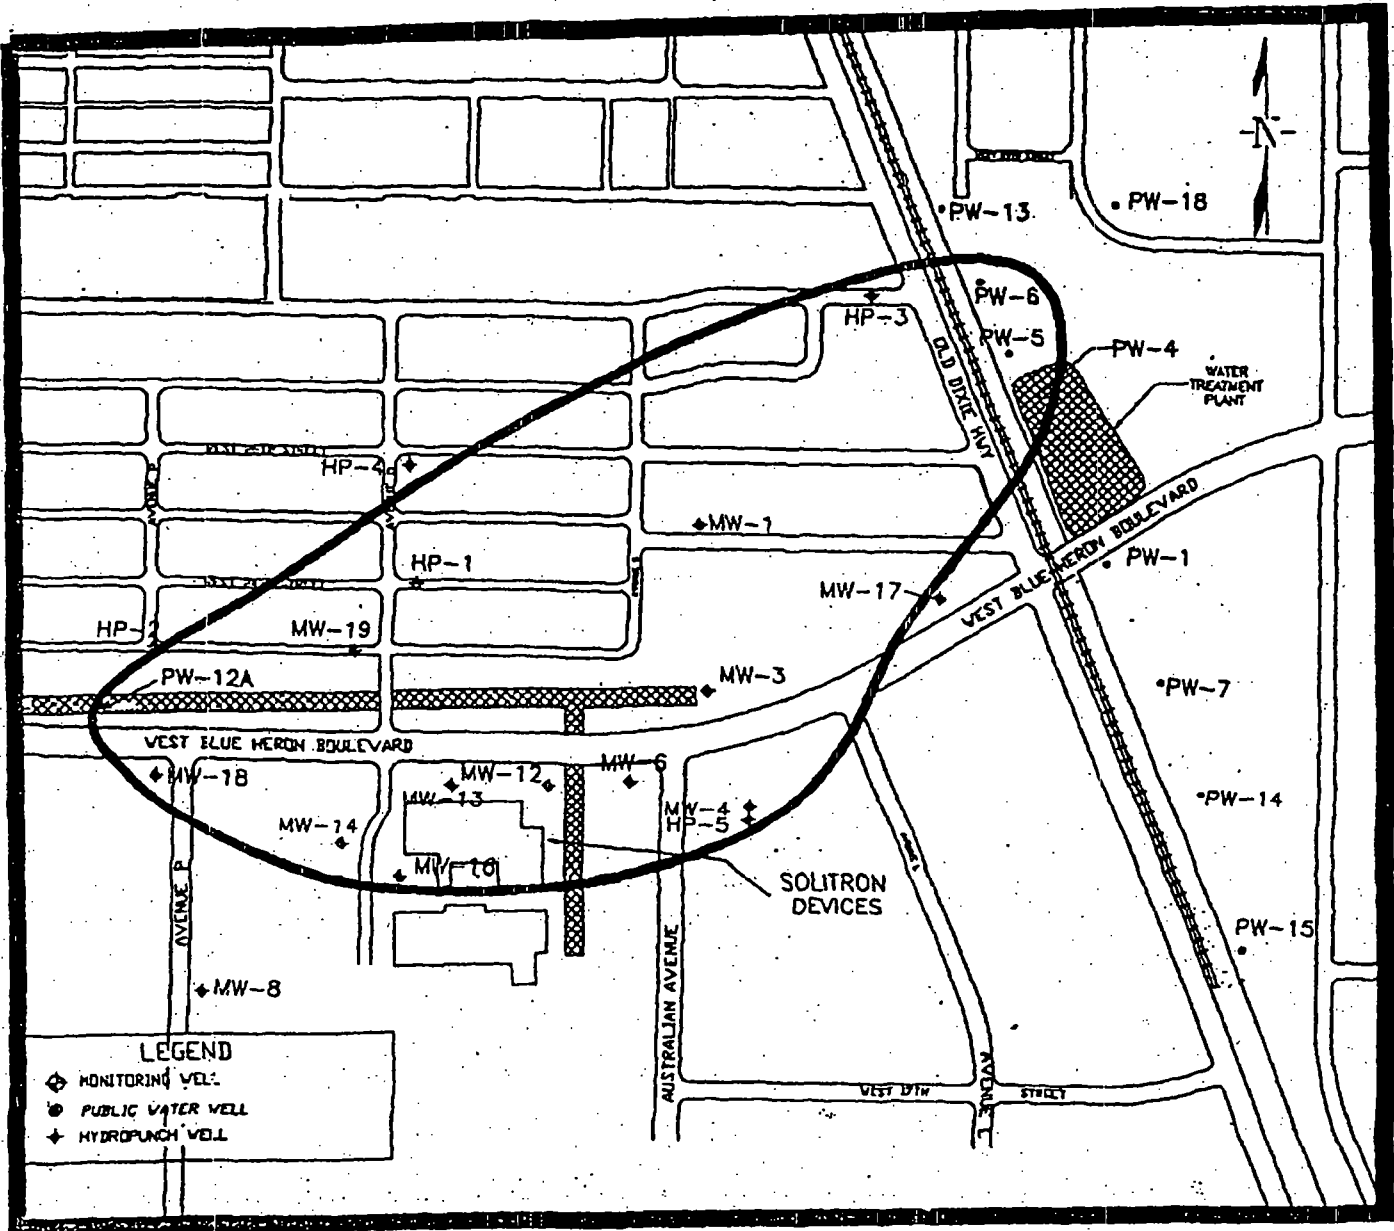 N
PW-13
PW-18
PW-6
HP-3
PW-5
PW-4
OLD DIXIE HWY
WATER
TREATMENT
PLANT
HP-4
AVENUE P
MW-1
HP-1
WEST BLUE HERON BOULEVARD
PW-1
MW-17
HP-2
MW-19
PW-12A
MW-3
PW-7
WEST BLUE HERON BOULEVARD
MW-18
MW-12
MW-6
MW-13
MW-4
HP-5
PW-14
MW-14
MW-16
SOLITRON
DEVICES
AVENUE P
AUSTRALIAN AVENUE
PW-15
MW-8
LEGEND
MONITORING WELL
PUBLIC WATER WELL
HYDROPUNCH WELL
WEST 17TH STREET
AVENUE L